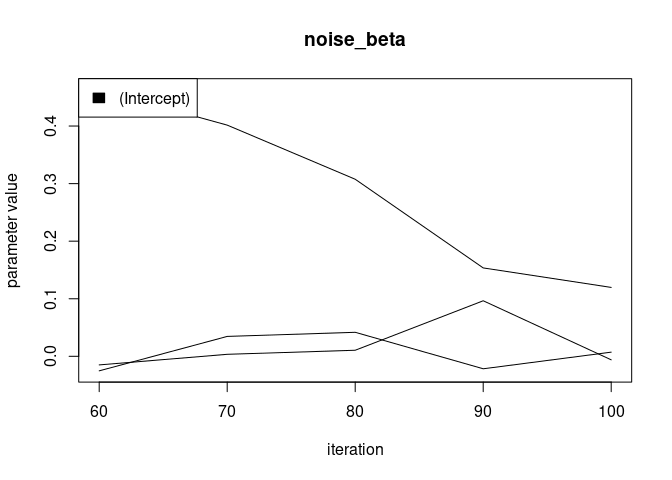 noise_beta
(Intercept)
parameter value
0.4
0.3
0.2
0.1
0.0
60 70 80 90 100
iteration